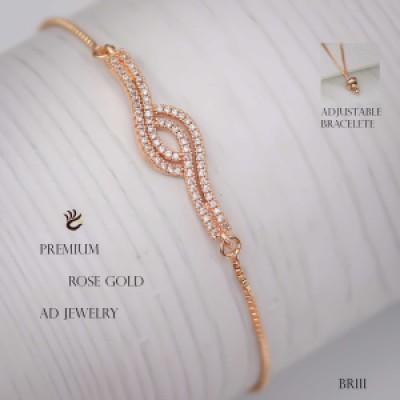 ADJUSTABLE
BRACELETE
PREMIUM
ROSE GOLD
AD JEWELRY
BR111